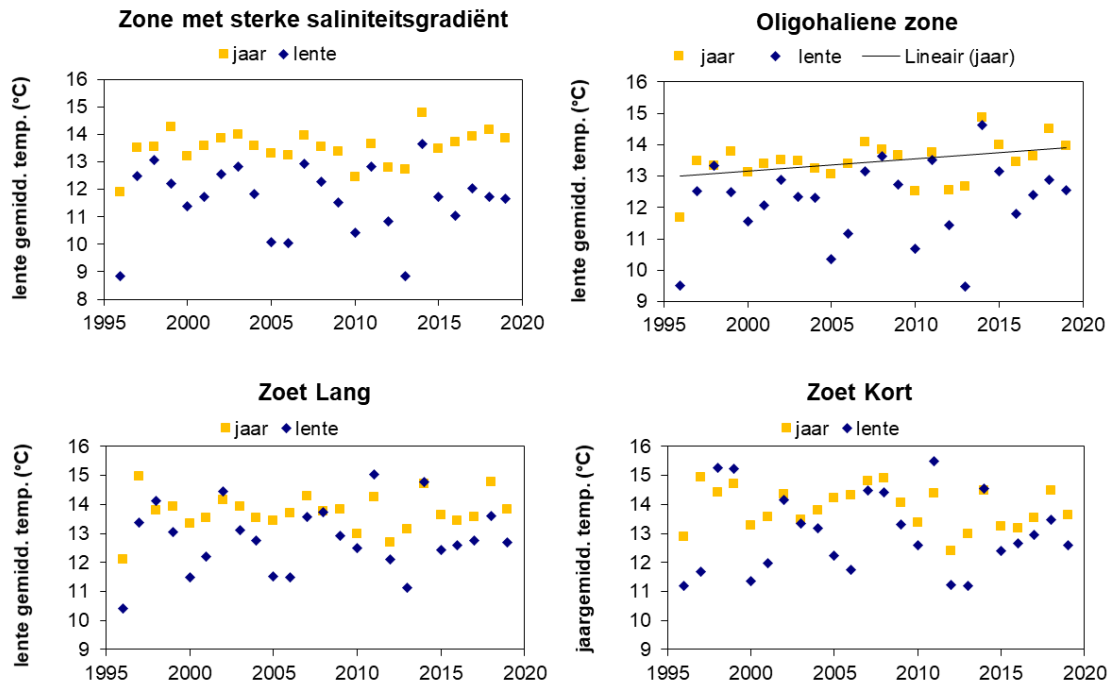 Zone met sterke saliniteitsgradiënt
jaar lente
lente gemidd. temp. (°C)
16
15
14
13
12
11
10
9
8
1995 2000 2005 2010 2015 2020
Oligohaliene zone
jaar lente Lineair (jaar)
lente gemidd. temp. (°C)
16
15
14
13
12
11
10
9
1995 2000 2005 2010 2015 2020
Zoet Lang
jaar lente
lente gemidd. temp. (°C)
16
15
14
13
12
11
10
9
1995 2000 2005 2010 2015 2020
Zoet Kort
jaar lente
jaargemidd. temp. (°C)
16
15
14
13
12
11
10
9
1995 2000 2005 2010 2015 2020